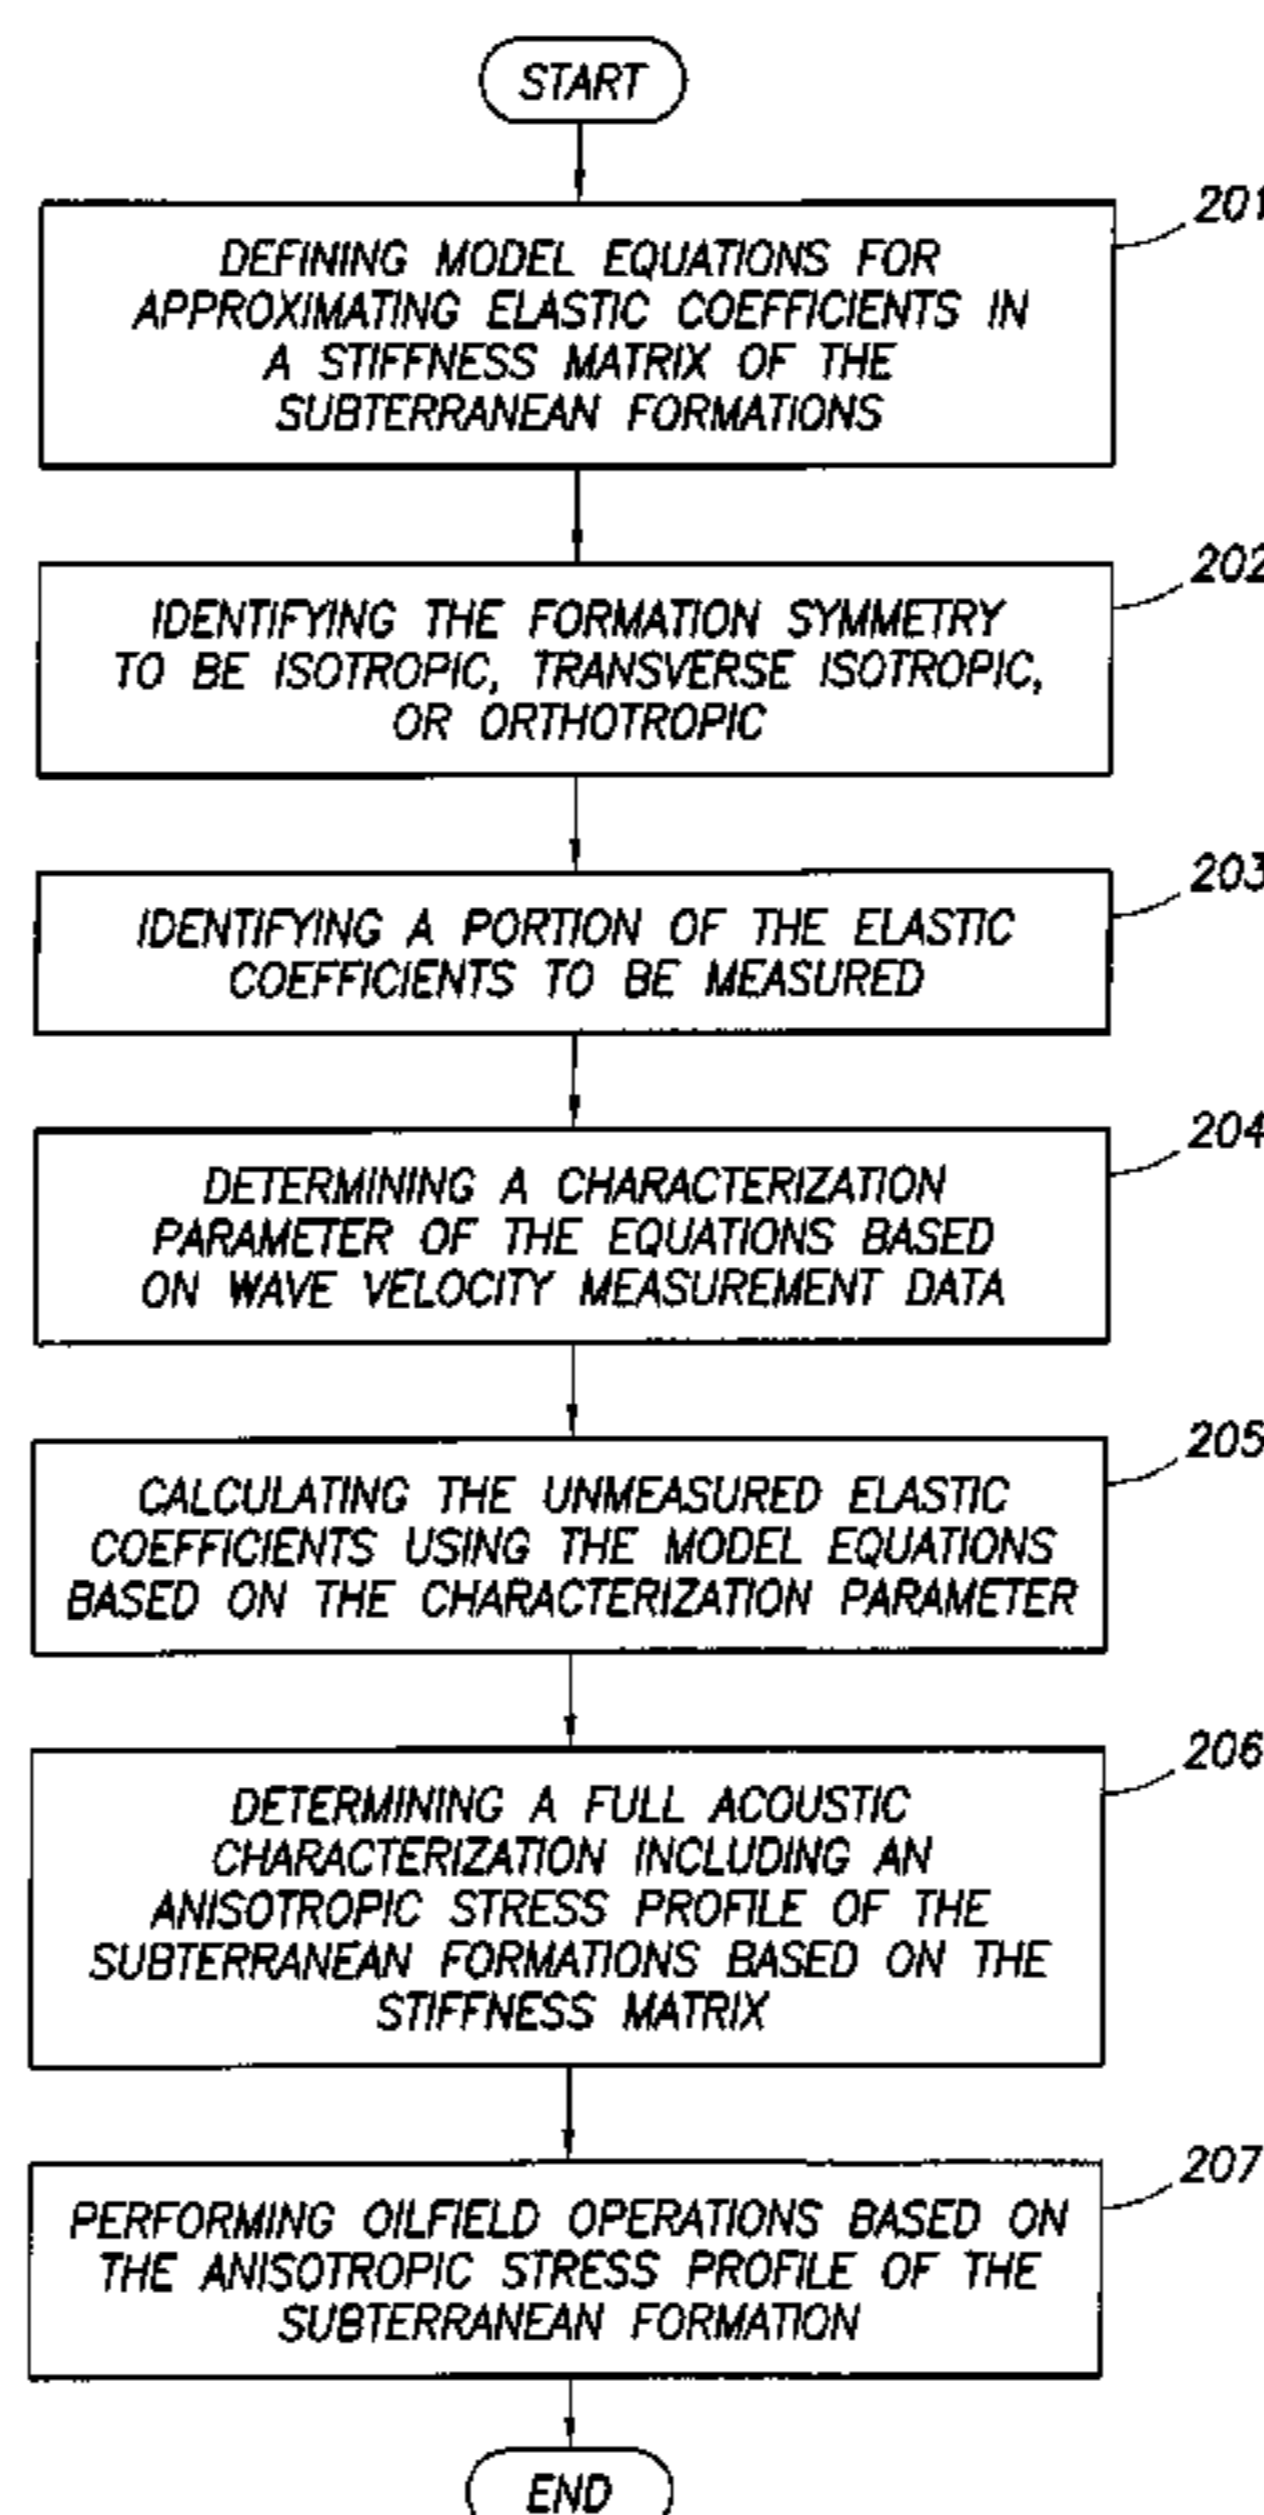 START
201
DEFINING MODEL EQUATIONS FOR
APPROXIMATING ELASTIC COEFFICIENTS IN
A STIFFNESS MATRIX OF THE
SUBTERRANEAN FORMATIONS
202
IDENTIFYING THE FORMATION SYMMETRY
TO BE ISOTROPIC, TRANSVERSE ISOTROPIC,
OR ORTHOTROPIC
203
IDENTIFYING A PORTION OF THE ELASTIC
COEFFICIENTS TO BE MEASURED
204
DETERMINING A CHARACTERIZATION
PARAMETER OF THE EQUATIONS BASED
ON WAVE VELOCITY MEASUREMENT DATA
205
CALCULATING THE UNMEASURED ELASTIC
COEFFICIENTS USING THE MODEL EQUATIONS
BASED ON THE CHARACTERIZATION PARAMETER
206
DETERMINING A FULL ACOUSTIC
CHARACTERIZATION INCLUDING AN
ANISOTROPIC STRESS PROFILE OF THE
SUBTERRANEAN FORMATIONS BASED ON THE
STIFFNESS MATRIX
207
PERFORMING OILFIELD OPERATIONS BASED ON
THE ANISOTROPIC STRESS PROFILE OF THE
SUBTERRANEAN FORMATION
END